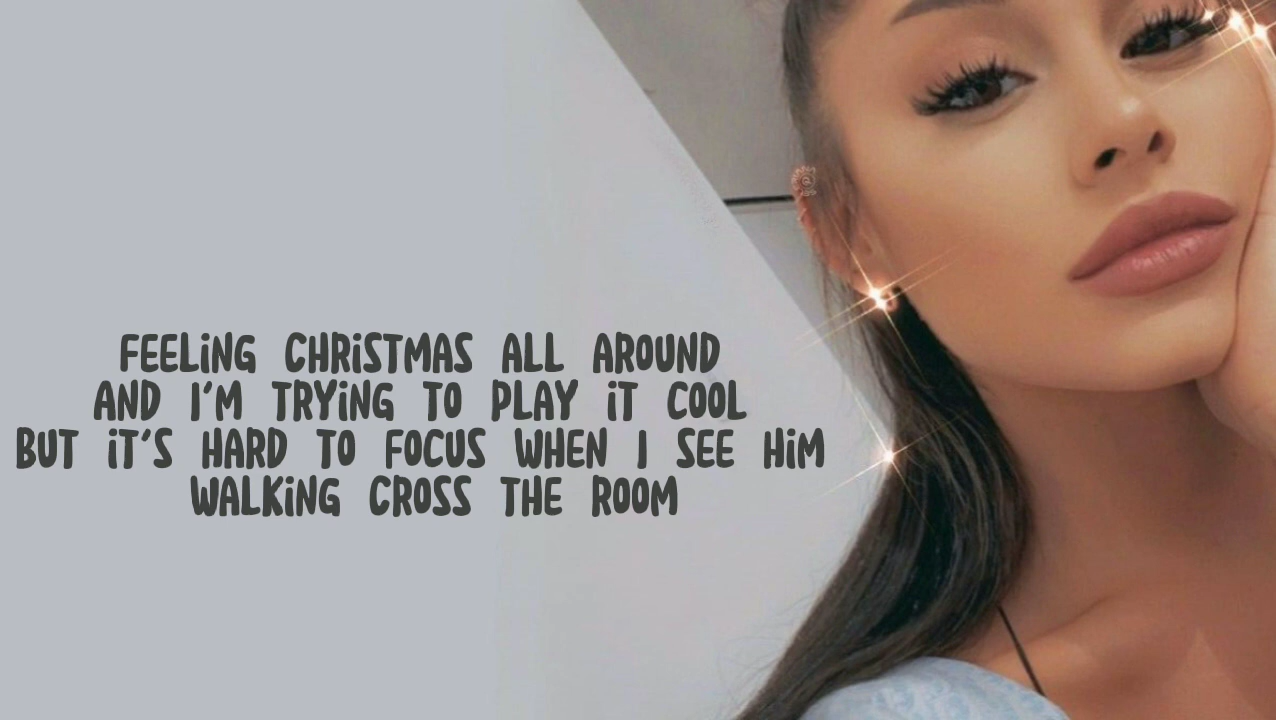 FEELING CHRISTMAS ALL AROUND
AND I'M TRYING TO PLAY IT COOL
BUT IT'S HARD TO FOCUS WHEN I SEE HIM
WALKING CROSS THE ROOM